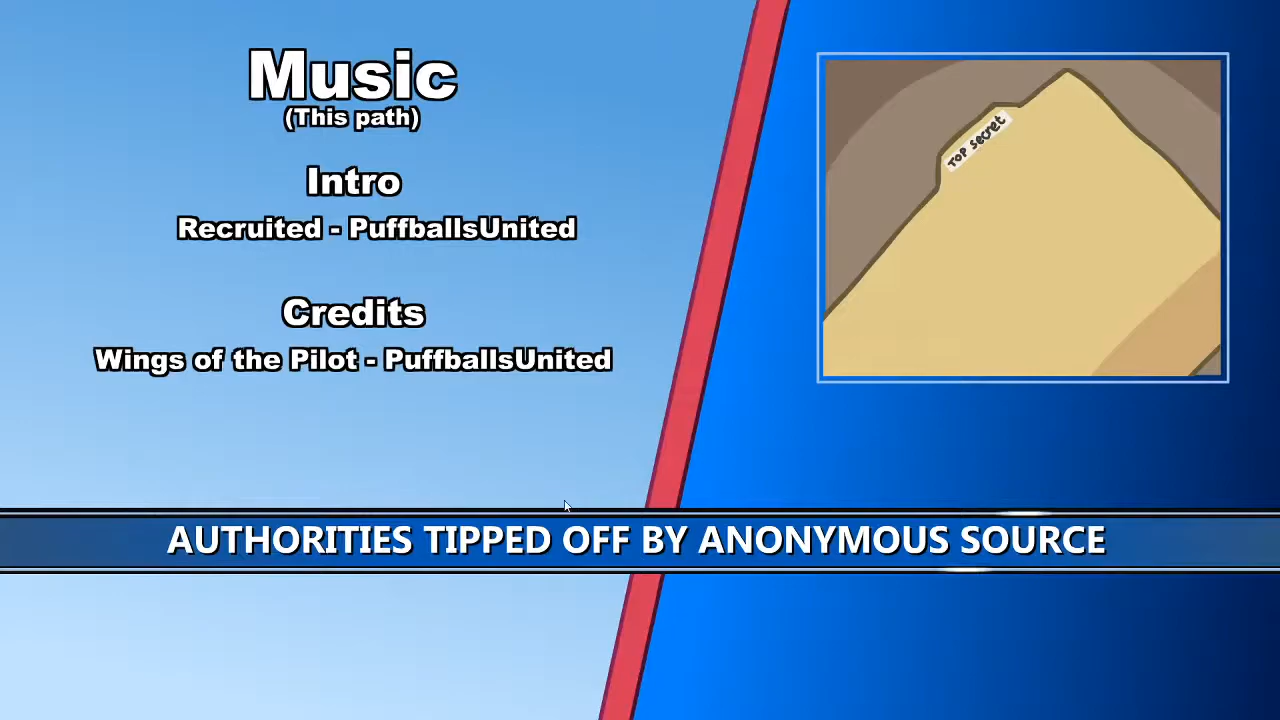 Music
(This path)
Intro
Recruited - PuffballsUnited
Credits
Wings of the Pilot - PuffballsUnited
Top secret
AUTHORITIES TIPPED OFF BY ANONYMOUS SOURCE